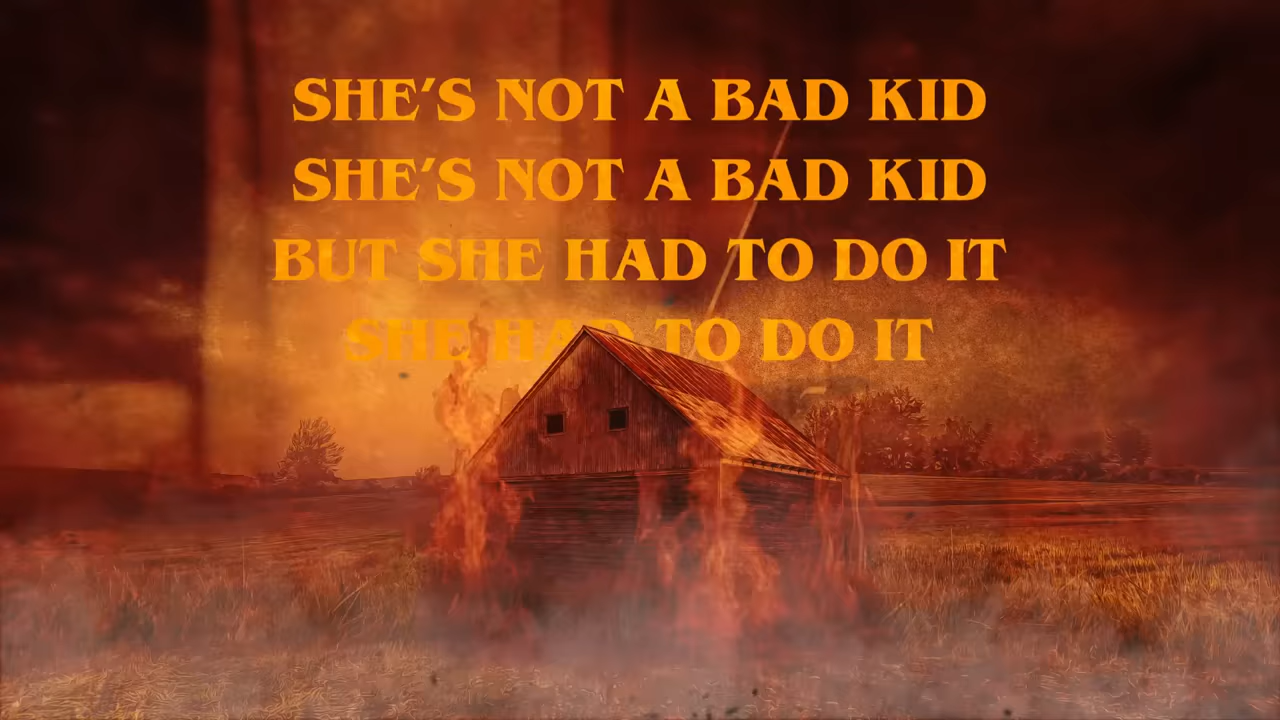 SHE'S NOT A BAD KID
SHE'S NOT A BAD KID
BUT SHE HAD TO DO IT
SHE HAD TO DO IT